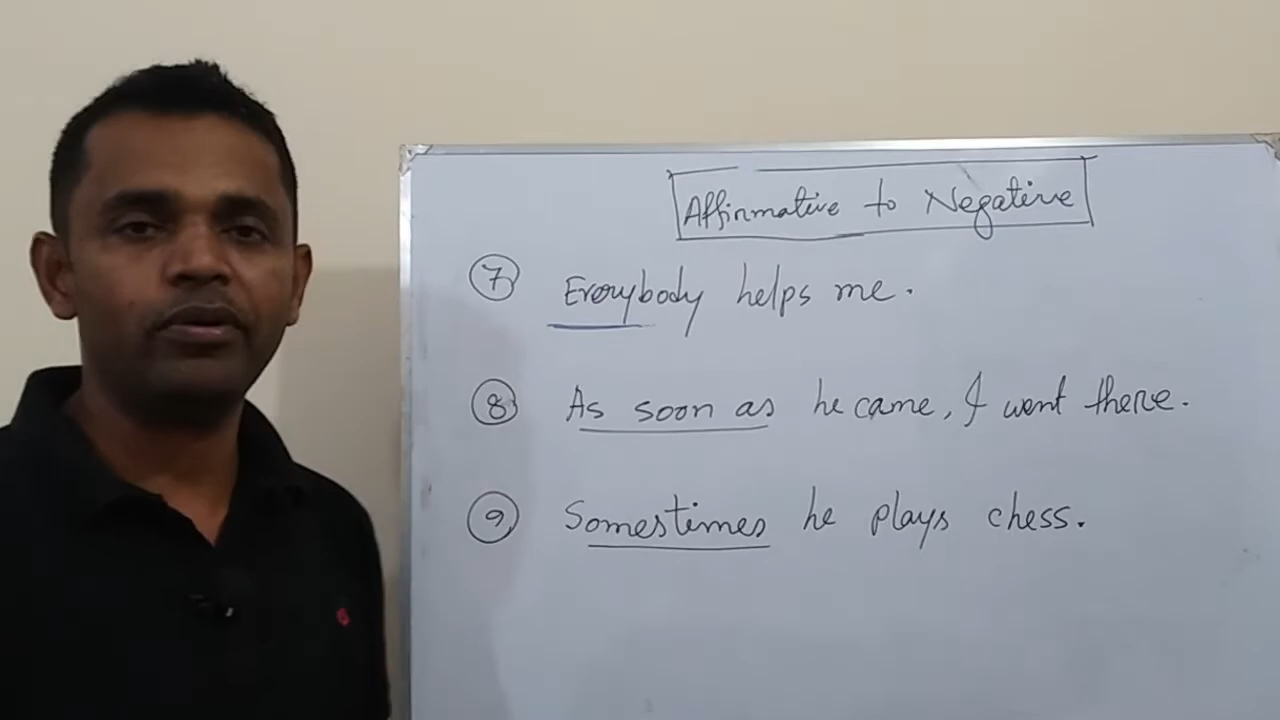 Affirmative to Negative
7 Everybody helps me.
8 As soon as he came, I went there.
9 Somestimes he plays chess.